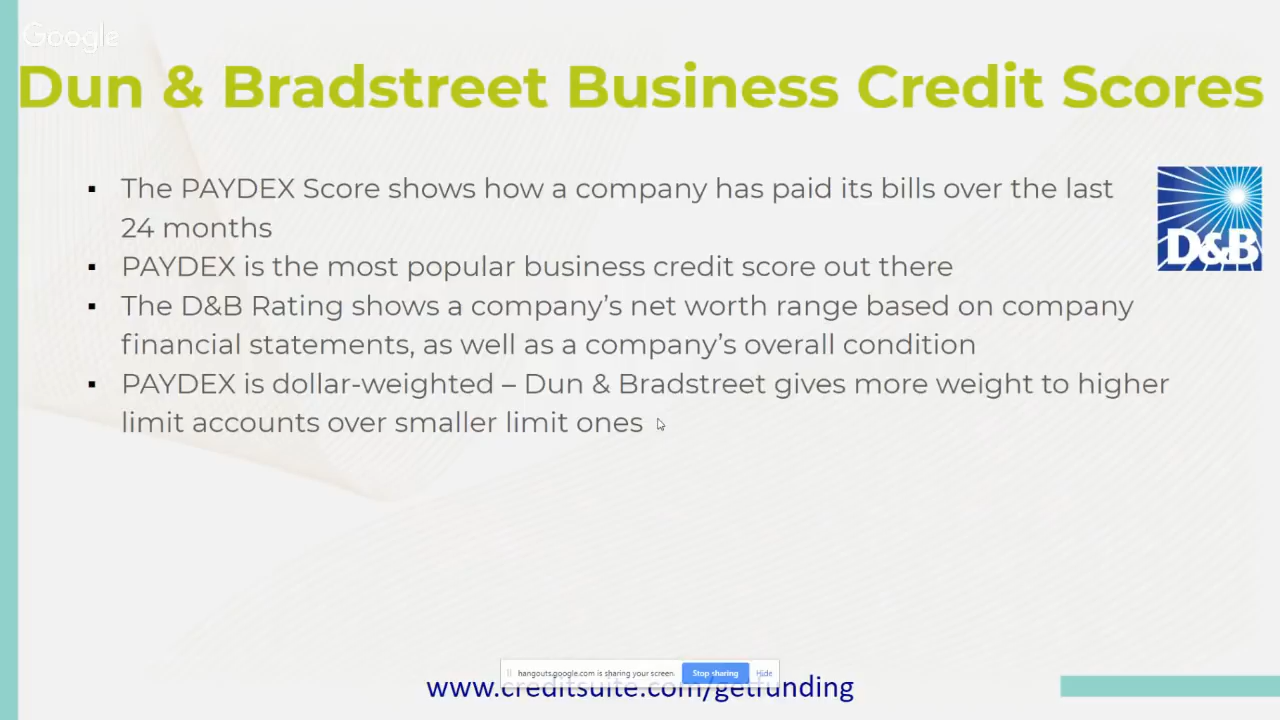 Google
Dun & Bradstreet Business Credit Scores
▪ The PAYDEX Score shows how a company has paid its bills over the last
24 months
▪ PAYDEX is the most popular business credit score out there
▪ The D&B Rating shows a company’s net worth range based on company
financial statements, as well as a company’s overall condition
▪ PAYDEX is dollar-weighted – Dun & Bradstreet gives more weight to higher
limit accounts over smaller limit ones
D&B
hangouts.google.com is sharing your screen. Stop sharing Hide
www.creditsuite.com/getfunding